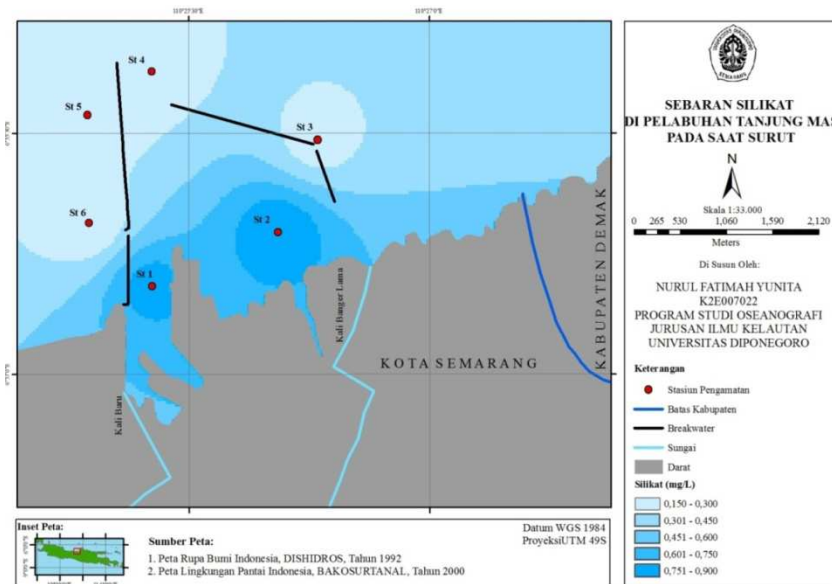 110°27'0"E
St 4
St 5
St 3
St 6
St 2
St 1
Kali Banger Lama
Kali Baru
KOTA SEMARANG
KABUPATEN DEMAK
SEBARAN SILIKAT
DI PELABUHAN TANJUNG MAS
PADA SAAT SURUT
N
Skala 1:33.000
0 265 530 1,060 1,590 2,120
Meters
Di Susun Oleh:
NURUL FATIMAH YUNITA
K2E007022
PROGRAM STUDI OSEANOGRAFI
JURUSAN ILMU KELAUTAN
UNIVERSITAS DIPONEGORO
Keterangan
Stasiun Pengamatan
Batas Kabupaten
Breakwater
Sungai
Darat
Silikat (mg/L)
0,150 - 0,300
0,301 - 0,450
0,451 - 0,600
0,601 - 0,750
0,751 - 0,900
Inset Peta:
Sumber Peta:
1. Peta Rupa Bumi Indonesia, DISHIDROS, Tahun 1992
2. Peta Lingkungan Pantai Indonesia, BAKOSURTANAL, Tahun 2000
Datum WGS 1984
ProyeksiUTM 49S